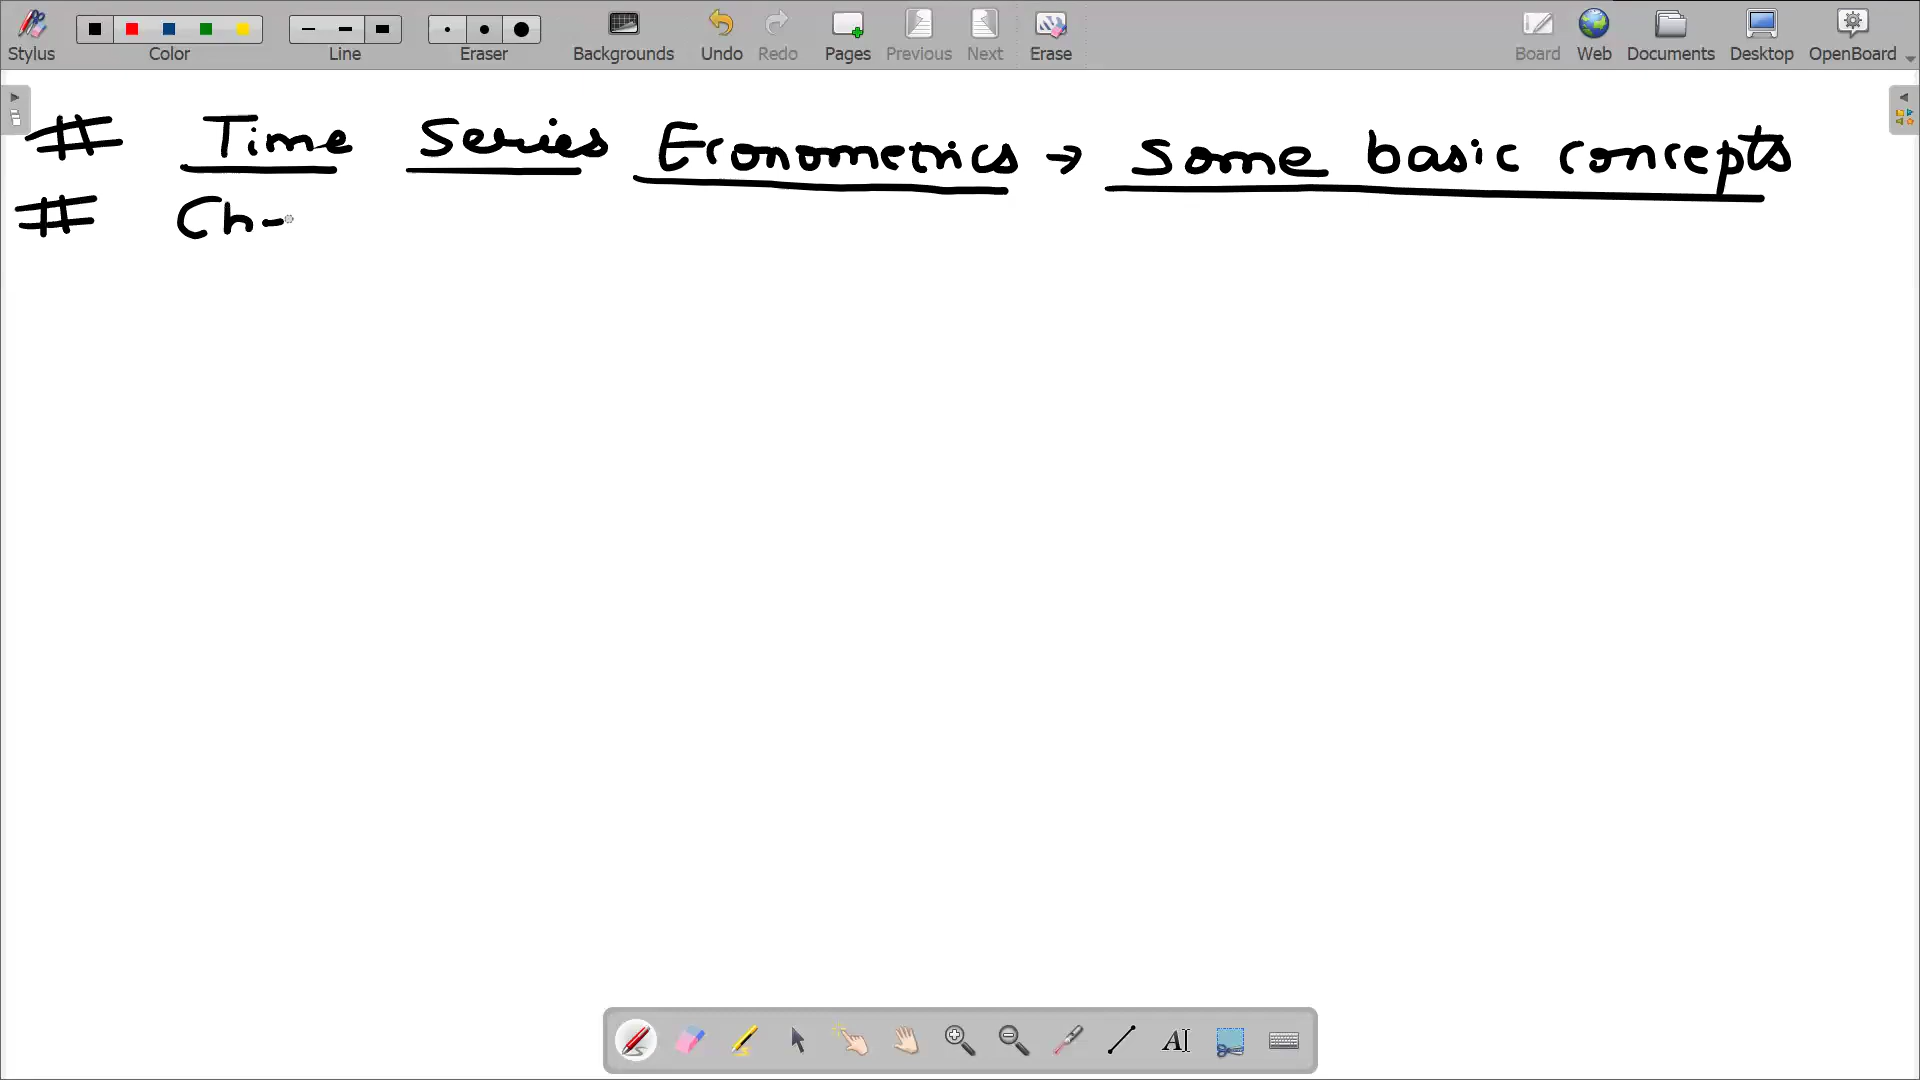 Stylus Color Line Eraser Backgrounds Undo Redo Pages Previous Next Erase Board Web Documents Desktop OpenBoard
# Time Series Econometrics → Some basic concepts
# Ch-
AI